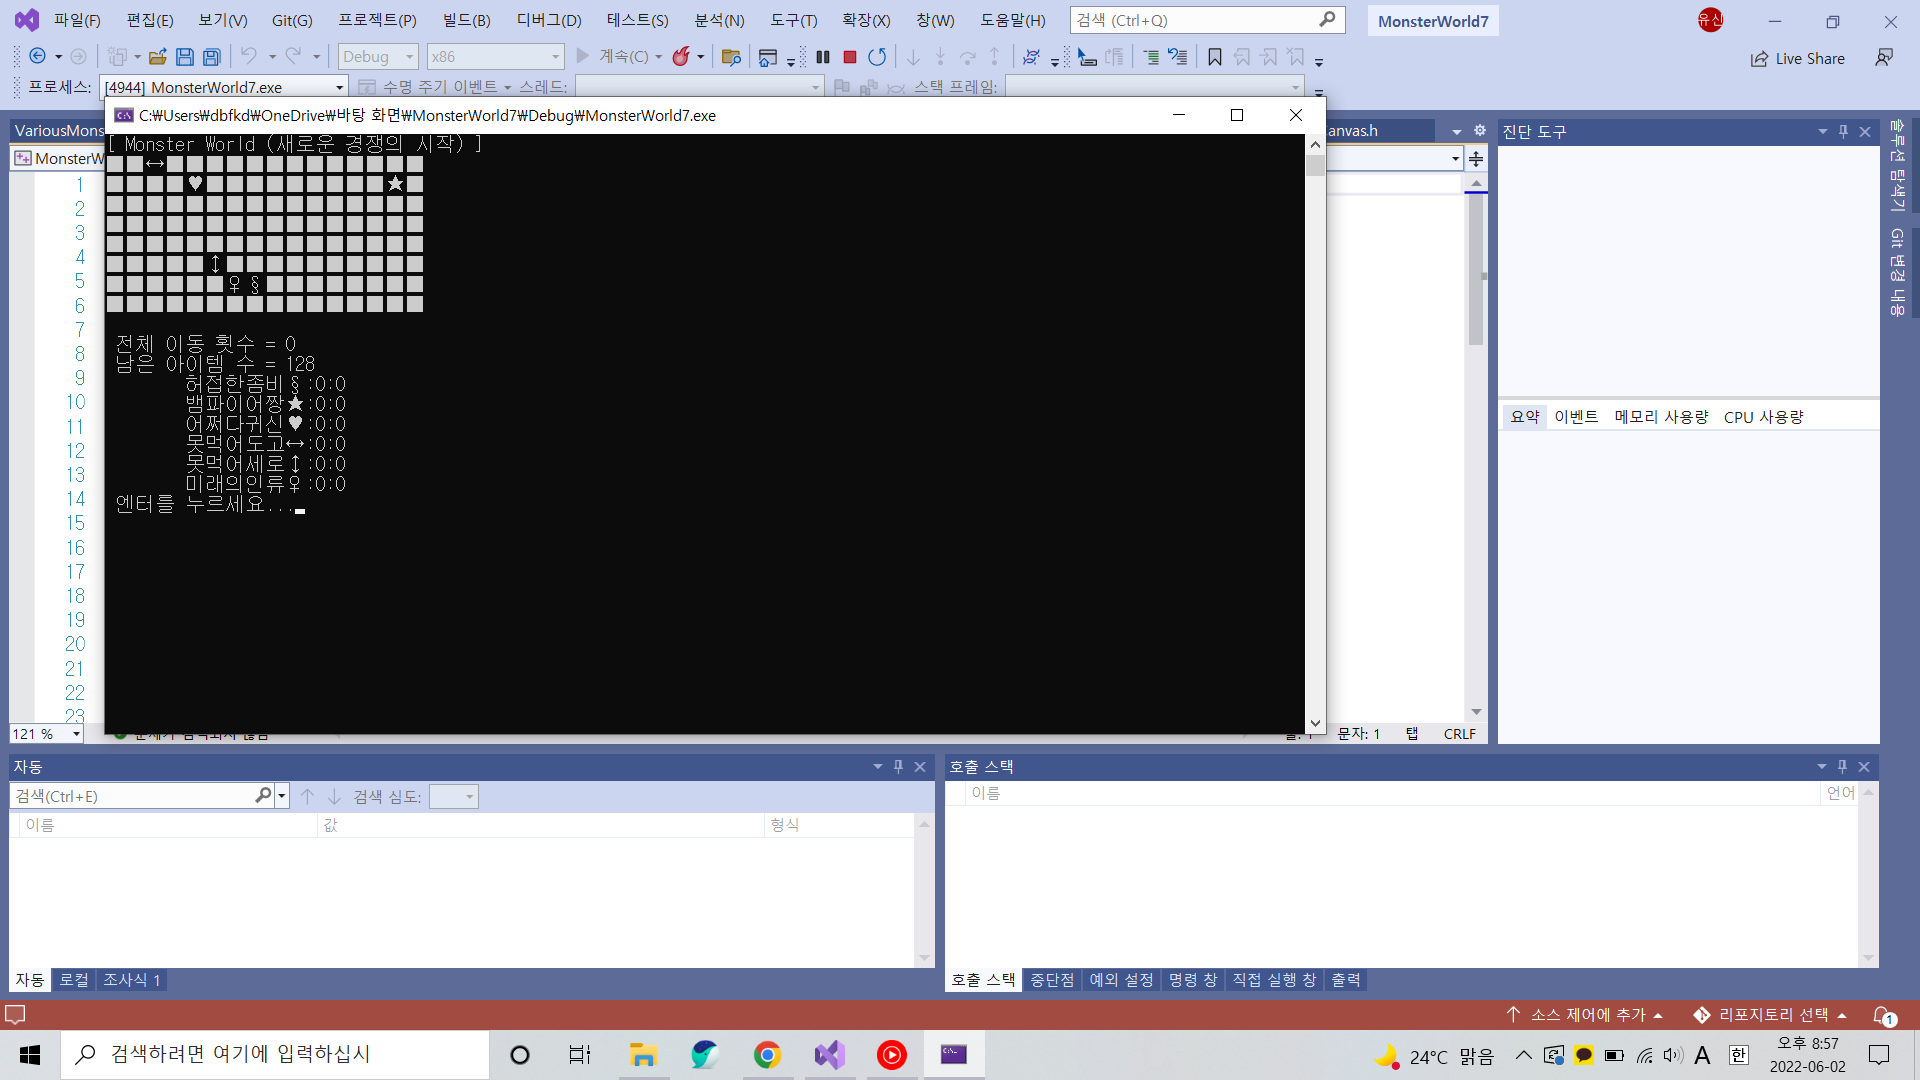 파일(F) 편집(E) 보기(V) Git(G) 프로젝트(P) 빌드(B) 디버그(D) 테스트(S) 분석(N) 도구(T) 확장(X) 창(W) 도움말(H) 검색 (Ctrl+Q) MonsterWorld7 유신
Debug x86 계속(C) Live Share
프로세스: [4944] MonsterWorld7.exe 수명 주기 이벤트 스레드: 스택 프레임:
C:₩Users₩dbfkd₩OneDrive₩바탕 화면₩MonsterWorld7₩Debug₩MonsterWorld7.exe
VariousMons
Canvas.h
진단 도구
MonsterW
[ Monster World (새로운 경쟁의 시작) ]
■■↔■■■■■■■■■■■■■
■■■■♥■■■■■■■■■★■
■■■■■■■■■■■■■■■■
■■■■■■■■■■■■■■■■
■■■■■■■■■■■■■■■■
■■■■■↕■■■■■■■■■■
■■■■■■♀§■■■■■■■■
■■■■■■■■■■■■■■■■
전체 이동 횟수 = 0
남은 아이템 수 = 128
허접한좀비§:0:0
뱀파이어짱★:0:0
어쩌다귀신♥:0:0
못먹어도고↔:0:0
못먹어세로↕:0:0
미래의인류♀:0:0
엔터를 누르세요...
1
2
3
4
5
6
7
8
9
10
11
12
13
14
15
16
17
18
19
20
21
22
23
솔루션 탐색기
Git 변경 내용
요약 이벤트 메모리 사용량 CPU 사용량
121 % 문제가 검색되지 않음 줄: 1 문자: 1 탭 CRLF
자동
검색(Ctrl+E) 검색 심도:
이름 값 형식
자동 로컬 조사식 1
호출 스택
이름 언어
호출 스택 중단점 예외 설정 명령 창 직접 실행 창 출력
소스 제어에 추가 리포지토리 선택 1
검색하려면 여기에 입력하십시
24°C 맑음 A 한 오후 8:57
2022-06-02